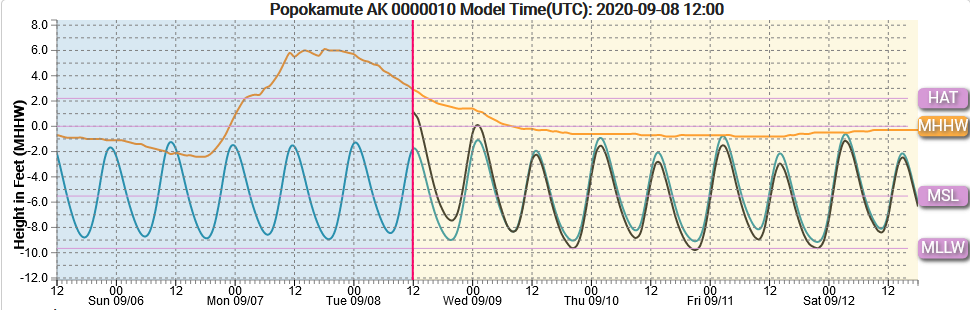 Popokamute AK 0000010 Model Time(UTC): 2020-09-08 12:00
Height in Feet (MHHW)
8.0
6.0
4.0
2.0
0.0
-2.0
-4.0
-6.0
-8.0
-10.0
-12.0
HAT
MHHW
MSL
MLLW
12 00 12 00 12 00 12 00 12 00 12 00 12 00 12
Sun 09/06 Mon 09/07 Tue 09/08 Wed 09/09 Thu 09/10 Fri 09/11 Sat 09/12